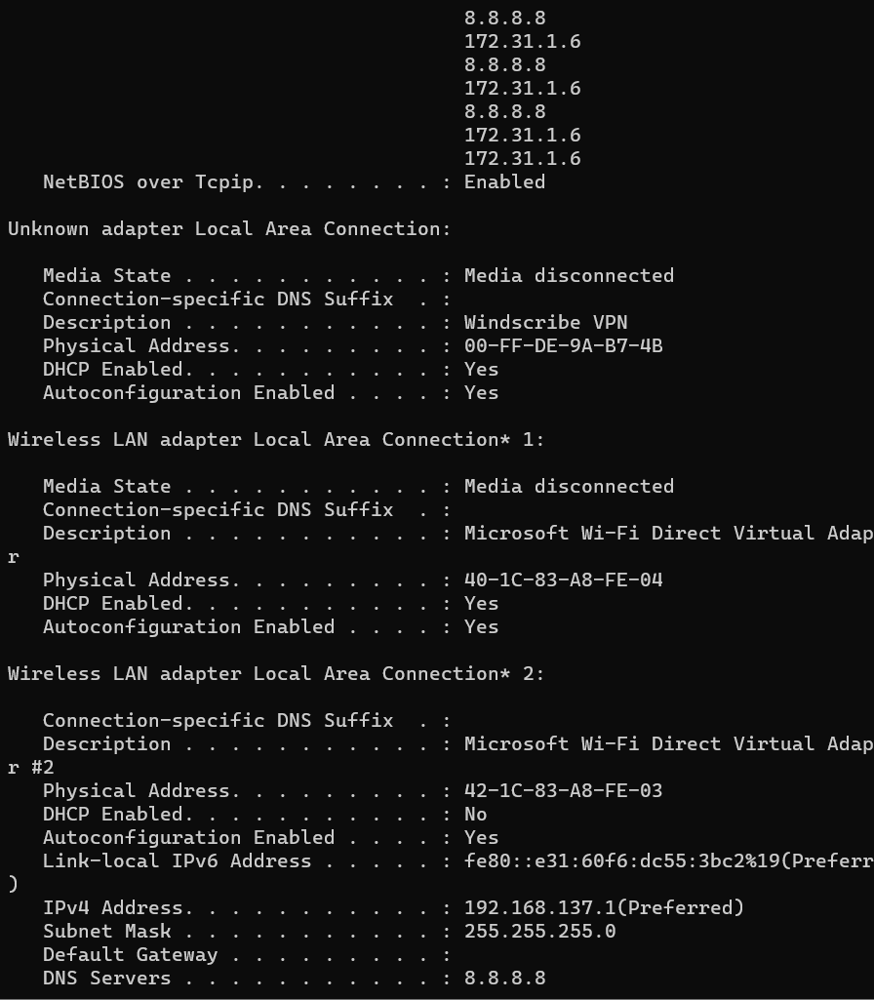 8.8.8.8
172.31.1.6
8.8.8.8
172.31.1.6
8.8.8.8
172.31.1.6
172.31.1.6
NetBIOS over Tcpip. . . . . . . . : Enabled
Unknown adapter Local Area Connection:
Media State . . . . . . . . . . . : Media disconnected
Connection-specific DNS Suffix  . :
Description . . . . . . . . . . . : Windscribe VPN
Physical Address. . . . . . . . . : 00-FF-DE-9A-B7-4B
DHCP Enabled. . . . . . . . . . . : Yes
Autoconfiguration Enabled . . . . : Yes
Wireless LAN adapter Local Area Connection* 1:
Media State . . . . . . . . . . . : Media disconnected
Connection-specific DNS Suffix  . :
Description . . . . . . . . . . . : Microsoft Wi-Fi Direct Virtual Adap
r
Physical Address. . . . . . . . . : 40-1C-83-A8-FE-04
DHCP Enabled. . . . . . . . . . . : Yes
Autoconfiguration Enabled . . . . : Yes
Wireless LAN adapter Local Area Connection* 2:
Connection-specific DNS Suffix  . :
Description . . . . . . . . . . . : Microsoft Wi-Fi Direct Virtual Adap
r #2
Physical Address. . . . . . . . . : 42-1C-83-A8-FE-03
DHCP Enabled. . . . . . . . . . . : No
Autoconfiguration Enabled . . . . : Yes
Link-local IPv6 Address . . . . . : fe80::e31:60f6:dc55:3bc2%19(Preferr
)
IPv4 Address. . . . . . . . . . . : 192.168.137.1(Preferred)
Subnet Mask . . . . . . . . . . . : 255.255.255.0
Default Gateway . . . . . . . . . :
DNS Servers . . . . . . . . . . . : 8.8.8.8